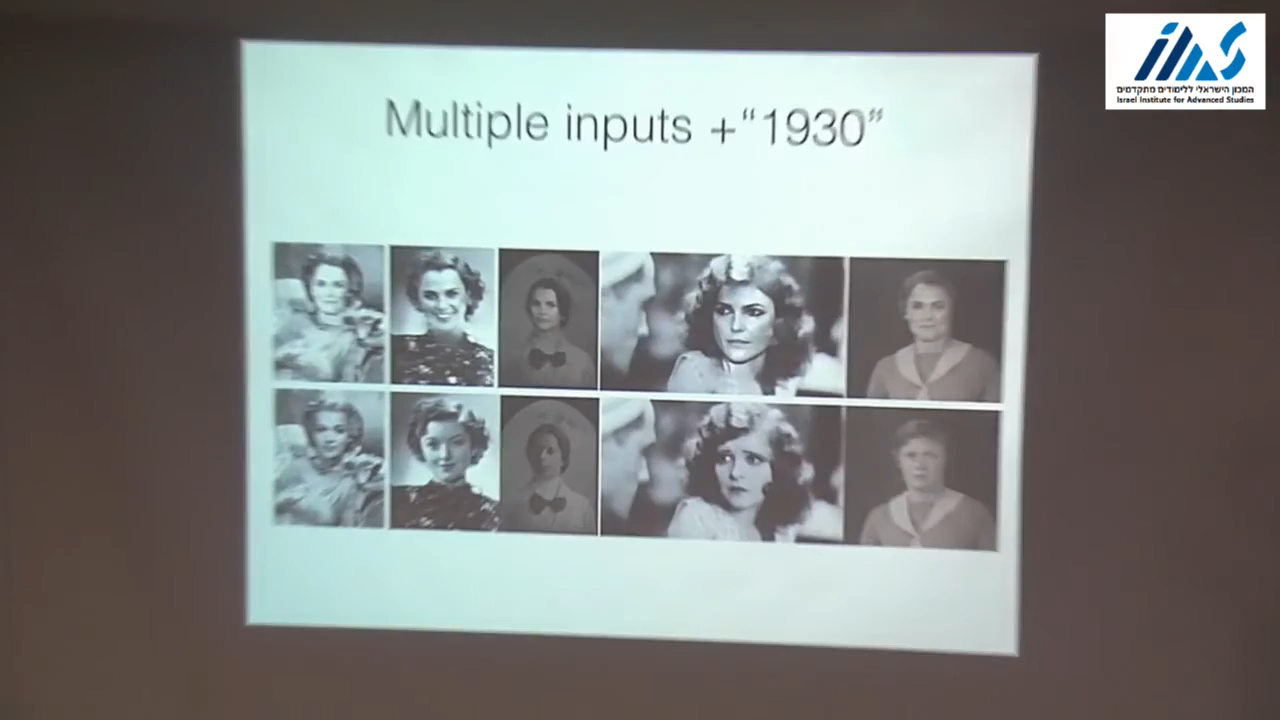 Multiple inputs +“1930”
המכון הישראלי ללימודים מתקדמים
Israel Institute for Advanced Studies